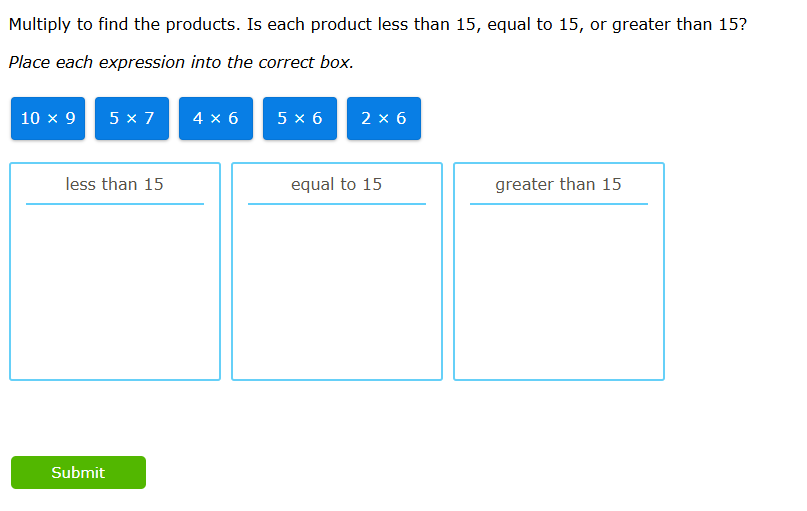 Multiply to find the products. Is each product less than 15, equal to 15, or greater than 15?
Place each expression into the correct box.
10 × 9 5 × 7 4 × 6 5 × 6 2 × 6
less than 15 equal to 15 greater than 15
Submit